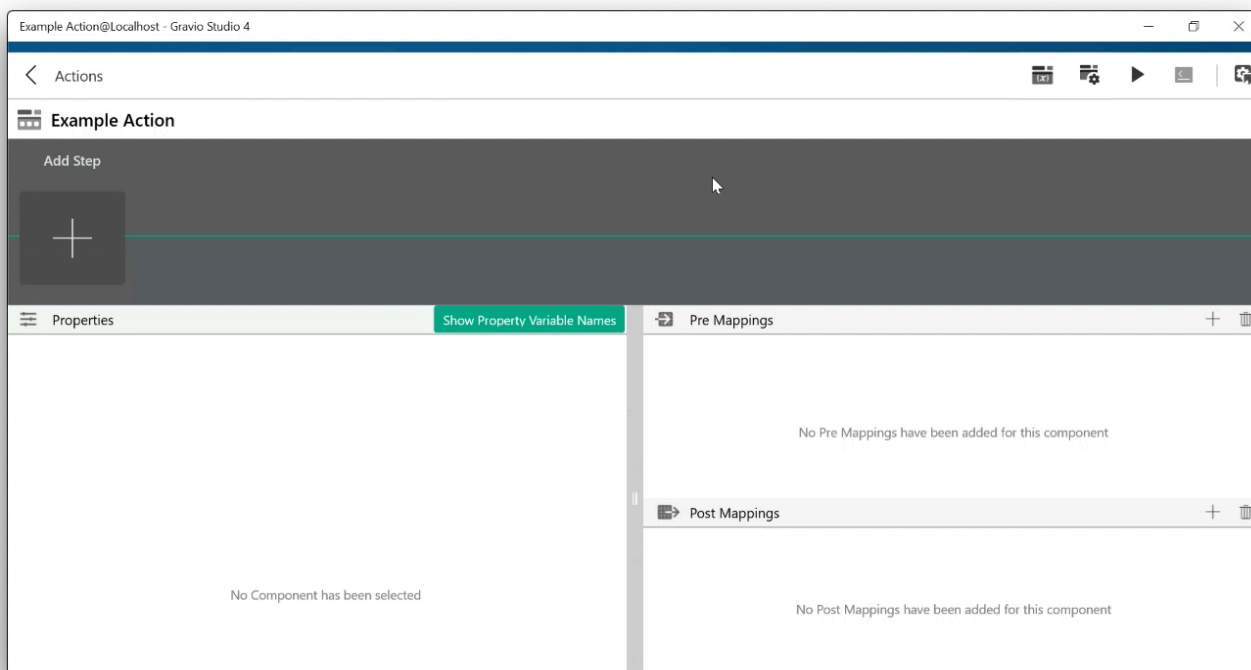 Example Action@Localhost - Gravio Studio 4
Actions
Example Action
Add Step
Properties
Show Property Variable Names
Pre Mappings
No Pre Mappings have been added for this component
Post Mappings
No Component has been selected
No Post Mappings have been added for this component